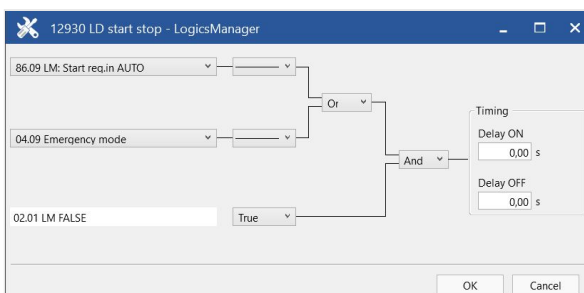 12930 LD start stop - LogicsManager
86.09 LM: Start req.in AUTO
Or
Timing
Delay ON
04.09 Emergency mode
And
0,00 s
Delay OFF
0,00 s
02.01 LM FALSE
True
OK
Cancel